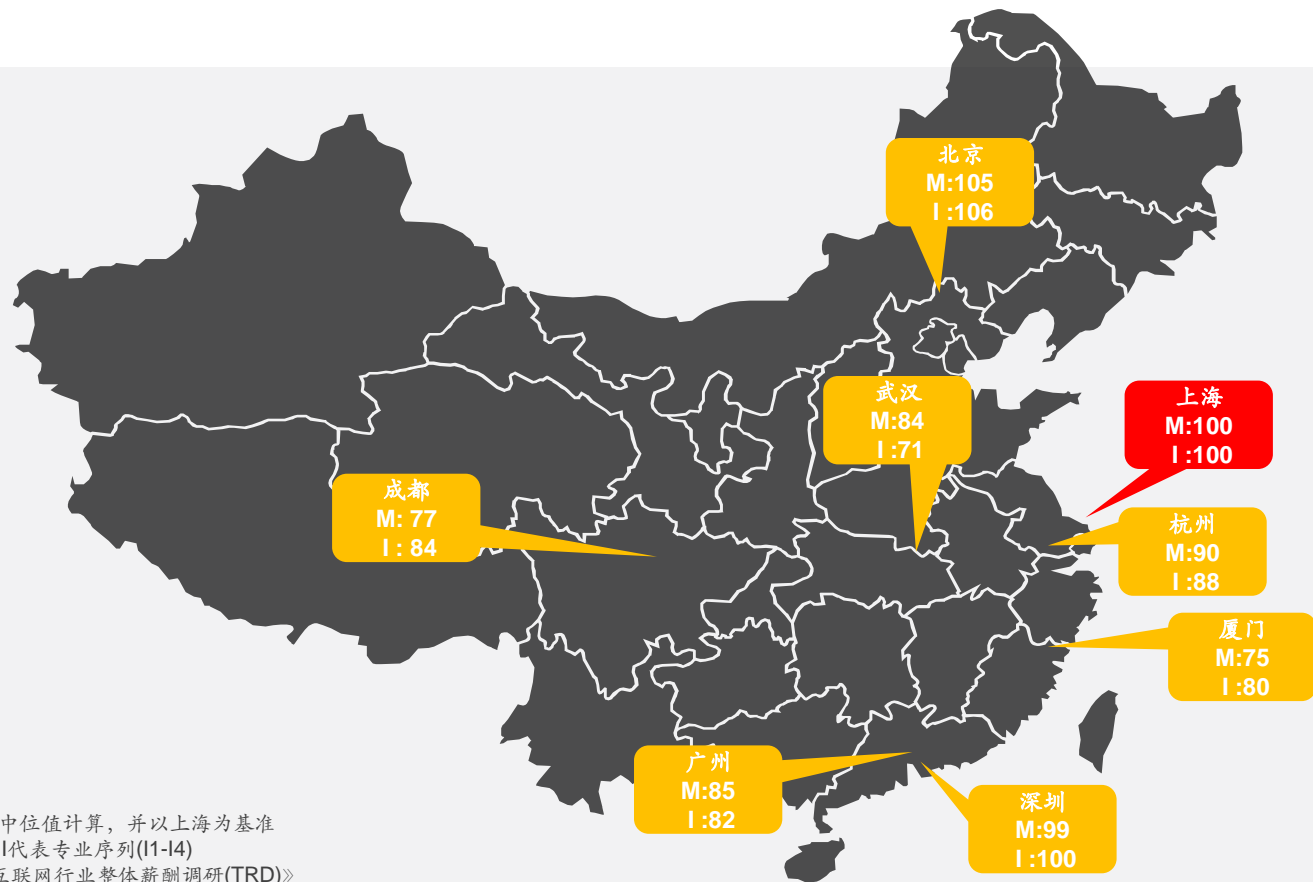 北京
M:105
I :106
武汉
M:84
I :71
上海
M:100
I :100
成都
M: 77
I : 84
杭州
M:90
I :88
厦门
M:75
I :80
广州
M:85
I :82
深圳
M:99
I :100
中位值计算，并以上海为基准
I代表专业序列(I1-I4)
互联网行业整体薪酬调研(TRD)》